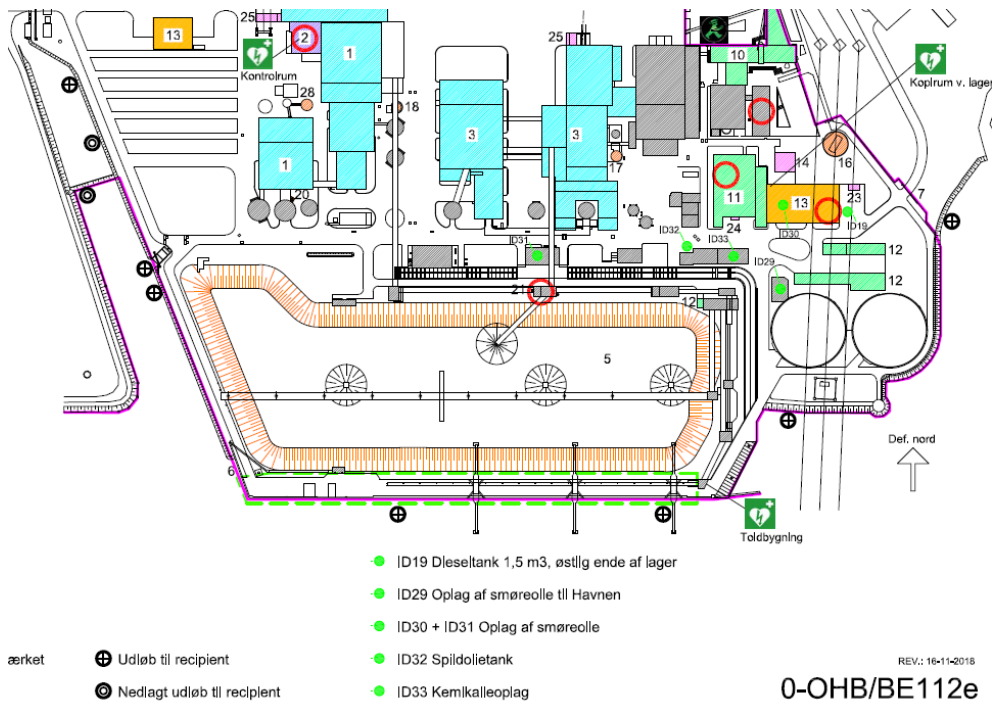 25
13
2
1
25
10
Kontrolrum
Kølrum v. lager
28
18
3
3
1
17
14
16
11
13
23
7
20
24
ID30
ID19
ID32
ID31
ID33
12
ID29
12
21
12
5
Def. nord
6
Toldbygning
ID19 Dieseltank 1,5 m3, østlig ende af lager
ID29 Oplag af smøreolie til Havnen
ID30 + ID31 Oplag af smøreolie
ærket
Udløb til recipient
ID32 Spildolietank
REV.: 16-11-2018
Nedlagt udløb til recipient
ID33 Kemikalieoplag
0-OHB/BE112e